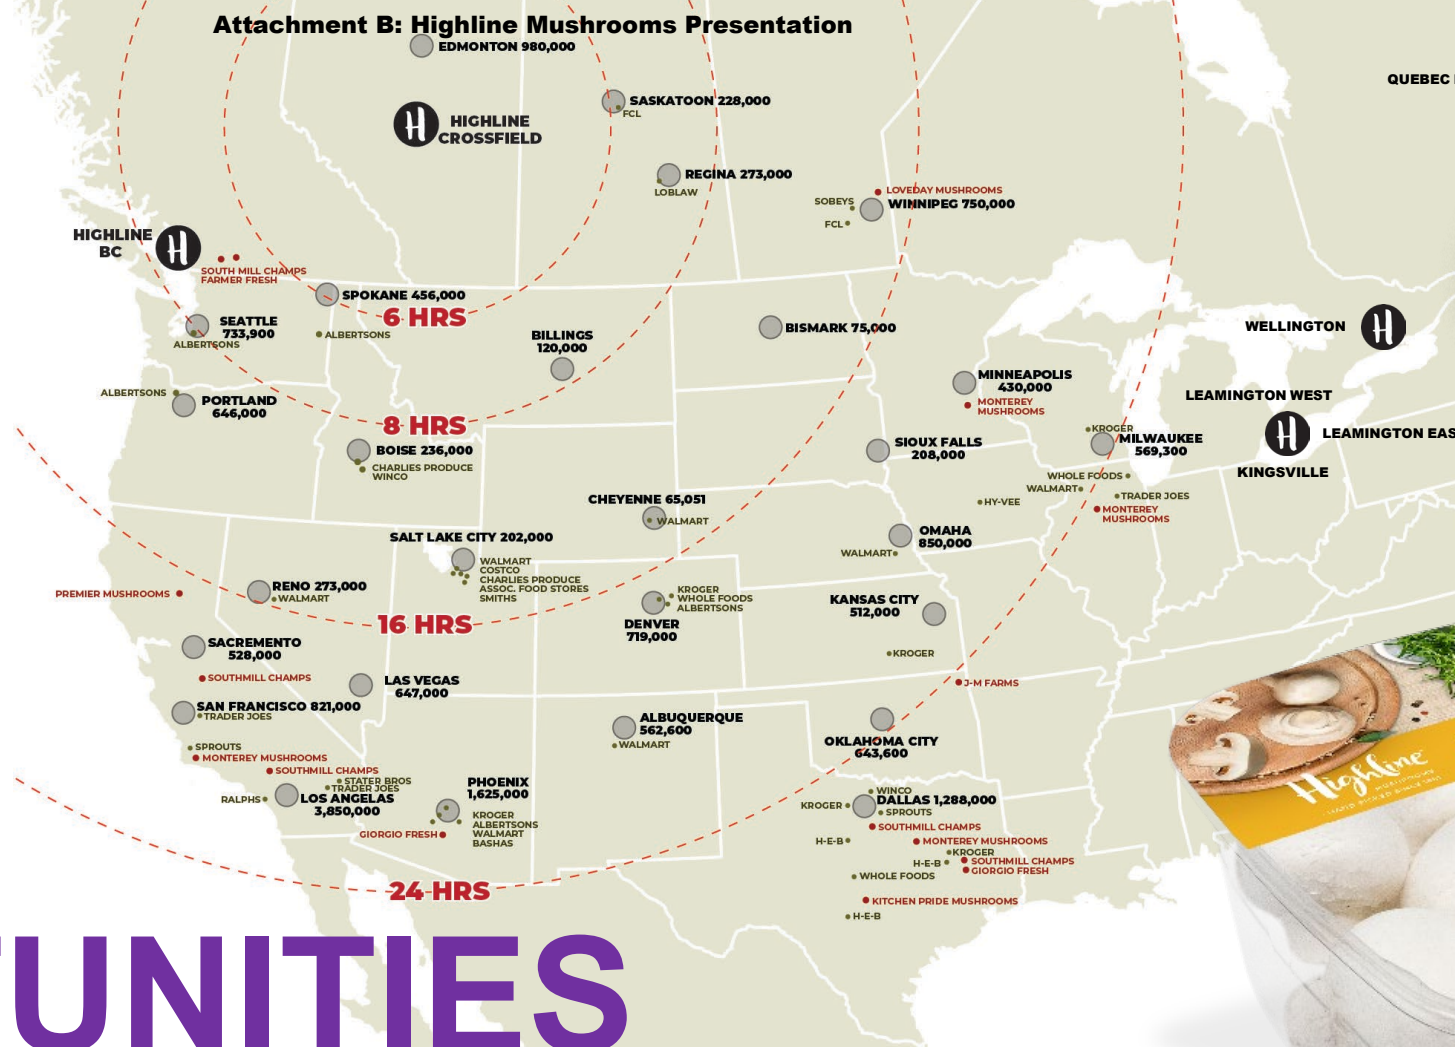 Attachment B: Highline Mushrooms Presentation
EDMONTON 980,000
SASKATOON 228,000
FCL
QUEBEC
HIGHLINE
CROSSFIELD
REGINA 273,000
LOBLAW
LOVEDAY MUSHROOMS
SOBEYS
WINNIPEG 750,000
FCL
HIGHLINE
BC
SOUTH MILL CHAMPS
FARMER FRESH
SPOKANE 456,000
6 HRS
SEATTLE
733,900
ALBERTSONS
ALBERTSONS
BILLINGS
120,000
BISMARK 75,000
WELLINGTON
MINNEAPOLIS
430,000
MONTEREY
MUSHROOMS
LEAMINGTON WEST
ALBERTSONS
PORTLAND
646,000
8 HRS
KROGER
MILWAUKEE
569,300
LEAMINGTON EAS
KINGSVILLE
BOISE 236,000
CHARLIES PRODUCE
WINCO
SIOUX FALLS
208,000
WHOLE FOODS
WALMART
TRADER JOES
HY-VEE
MONTEREY
MUSHROOMS
CHEYENNE 65,051
WALMART
SALT LAKE CITY 202,000
WALMART
COSTCO
CHARLIES PRODUCE
ASSOC. FOOD STORES
SMITHS
OMAHA
850,000
WALMART
PREMIER MUSHROOMS
RENO 273,000
WALMART
KROGER
WHOLE FOODS
ALBERTSONS
DENVER
719,000
KANSAS CITY
512,000
16 HRS
SACREMENTO
528,000
KROGER
SOUTHMILL CHAMPS
LAS VEGAS
647,000
J-M FARMS
SAN FRANCISCO 821,000
TRADER JOES
ALBUQUERQUE
562,600
WALMART
OKLAHOMA CITY
643,600
SPROUTS
MONTEREY MUSHROOMS
SOUTHMILL CHAMPS
STATER BROS
TRADER JOES
RALPHS
LOS ANGELAS
3,850,000
PHOENIX
1,625,000
KROGER
ALBERTSONS
WALMART
BASHAS
GIORGIO FRESH
WINCO
KROGER
DALLAS 1,288,000
SPROUTS
SOUTHMILL CHAMPS
H-E-B
MONTEREY MUSHROOMS
KROGER
H-E-B
SOUTHMILL CHAMPS
GIORGIO FRESH
WHOLE FOODS
24 HRS
KITCHEN PRIDE MUSHROOMS
H-E-B
Highline
MUSHROOMS
UNITIES